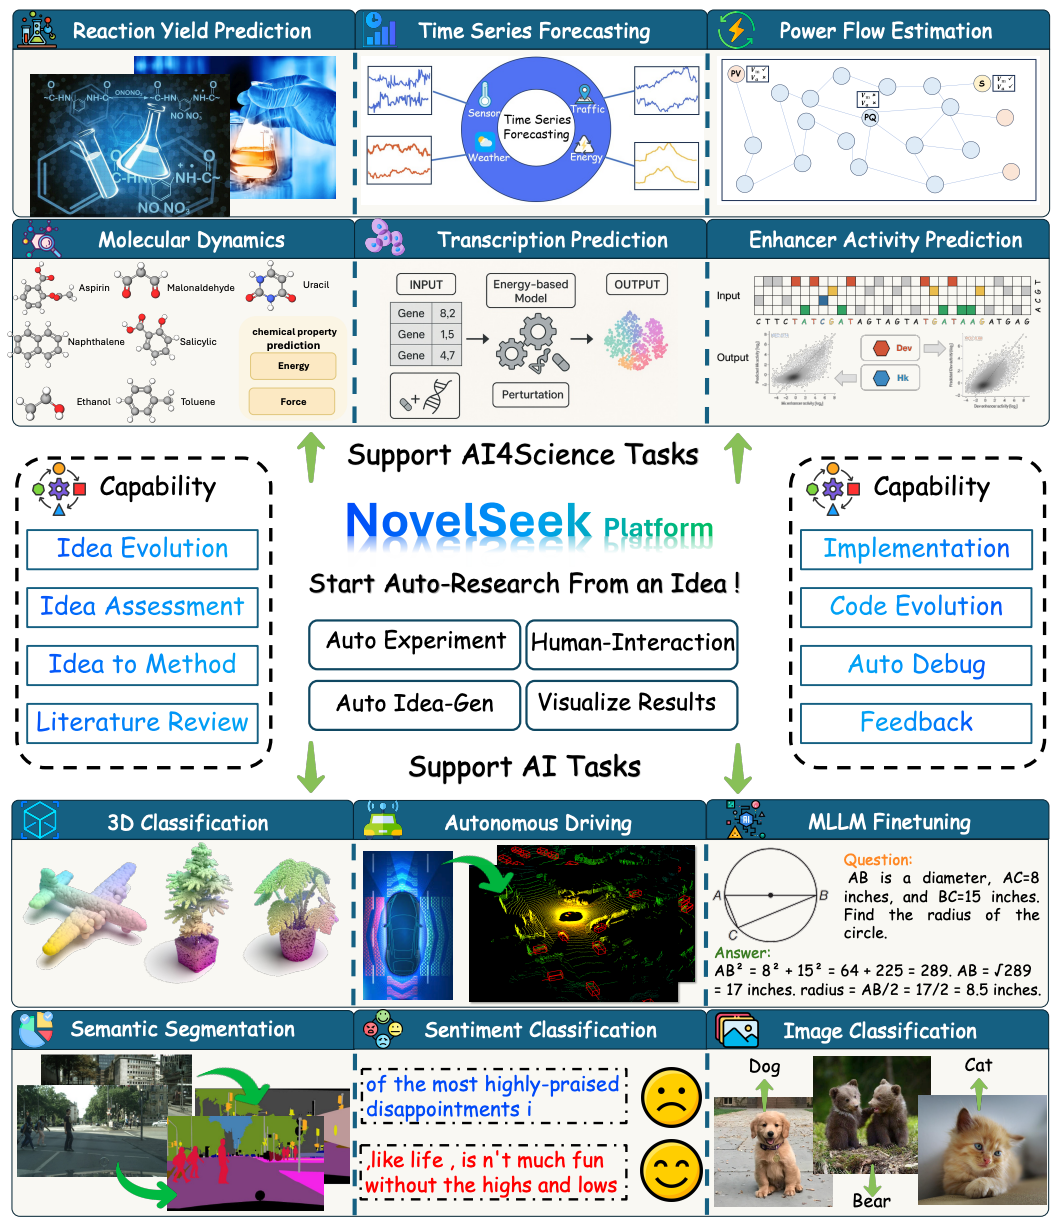 Reaction Yield Prediction
Time Series Forecasting
Power Flow Estimation
ONONO₂
~C-HN
NH-C~
NO NO₃
Sensor
Traffic
Time Series
Forecasting
Weather
Energy
PV
S
PQ
Molecular Dynamics
Transcription Prediction
Enhancer Activity Prediction
Aspirin
Malonaldehyde
Uracil
Naphthalene
Salicylic
chemical property
prediction
Energy
Force
Ethanol
Toluene
INPUT
Energy-based
Model
OUTPUT
Gene 8,2
Gene 1,5
Gene 4,7
+
Perturbation
Input
A C G T
C T T C T A T C G A T A G T A G T A T G A T A A G A T G A G
Output
Dev
Hk
Support AI4Science Tasks
Capability
Idea Evolution
Idea Assessment
Idea to Method
Literature Review
NovelSeek Platform
Start Auto-Research From an Idea !
Auto Experiment
Human-Interaction
Auto Idea-Gen
Visualize Results
Capability
Implementation
Code Evolution
Auto Debug
Feedback
Support AI Tasks
3D Classification
Autonomous Driving
MLLM Finetuning
A
B
C
Question:
AB is a diameter, AC=8
inches, and BC=15 inches.
Find the radius of the
circle.
Answer:
AB² = 8² + 15² = 64 + 225 = 289. AB = √289
= 17 inches. radius = AB/2 = 17/2 = 8.5 inches.
Semantic Segmentation
Sentiment Classification
Image Classification
of the most highly-praised
disappointments i
,like life , is n't much fun
without the highs and lows
Dog
Cat
Bear